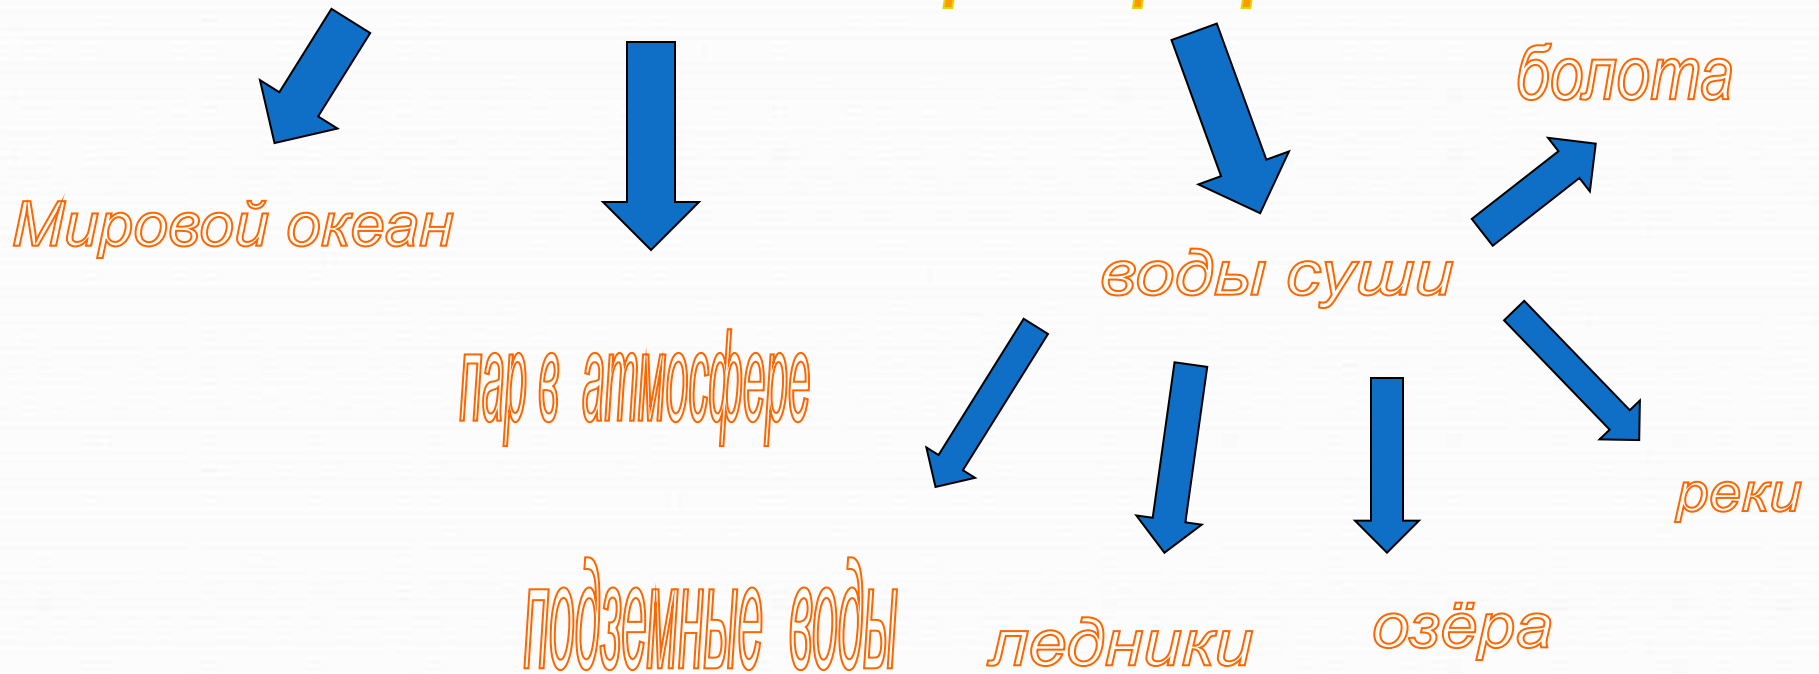 болота
Мировой океан
воды суши
пар в атмосфере
реки
подземные воды
ледники
озёра